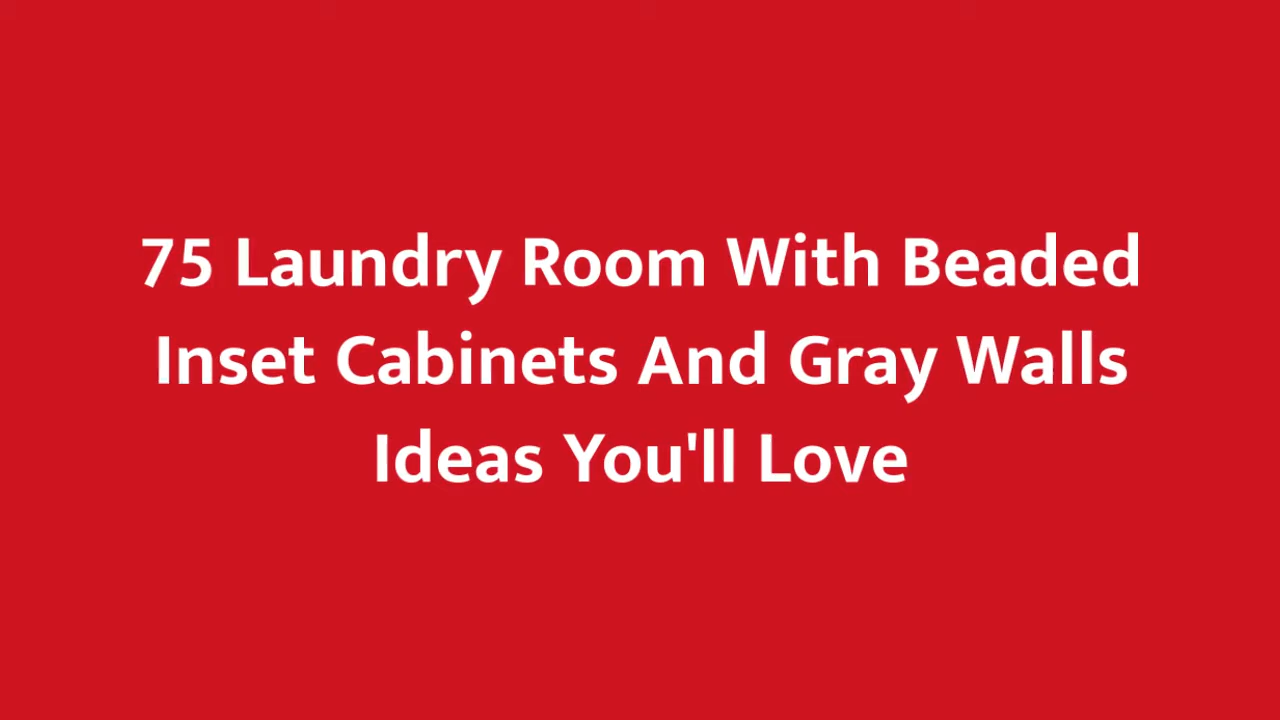 75 Laundry Room With Beaded
Inset Cabinets And Gray Walls
Ideas You'll Love